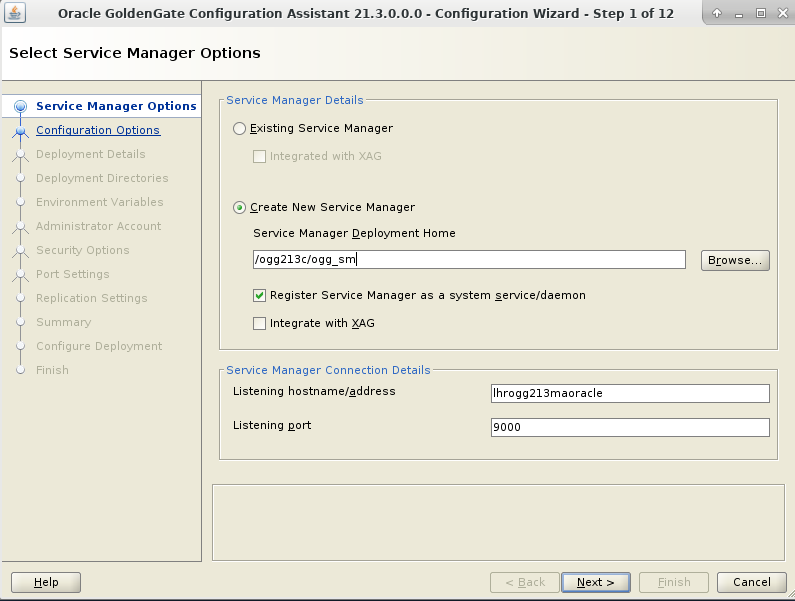 Oracle GoldenGate Configuration Assistant 21.3.0.0.0 - Configuration Wizard - Step 1 of 12
Select Service Manager Options
Service Manager Options
Configuration Options
Deployment Details
Deployment Directories
Environment Variables
Administrator Account
Security Options
Port Settings
Replication Settings
Summary
Configure Deployment
Finish
Service Manager Details
Existing Service Manager
Integrated with XAG
Create New Service Manager
Service Manager Deployment Home
/ogg213c/ogg_sm
Browse...
Register Service Manager as a system service/daemon
Integrate with XAG
Service Manager Connection Details
Listening hostname/address
lhrogg213maoracle
Listening port
9000
Help
< Back
Next >
Finish
Cancel